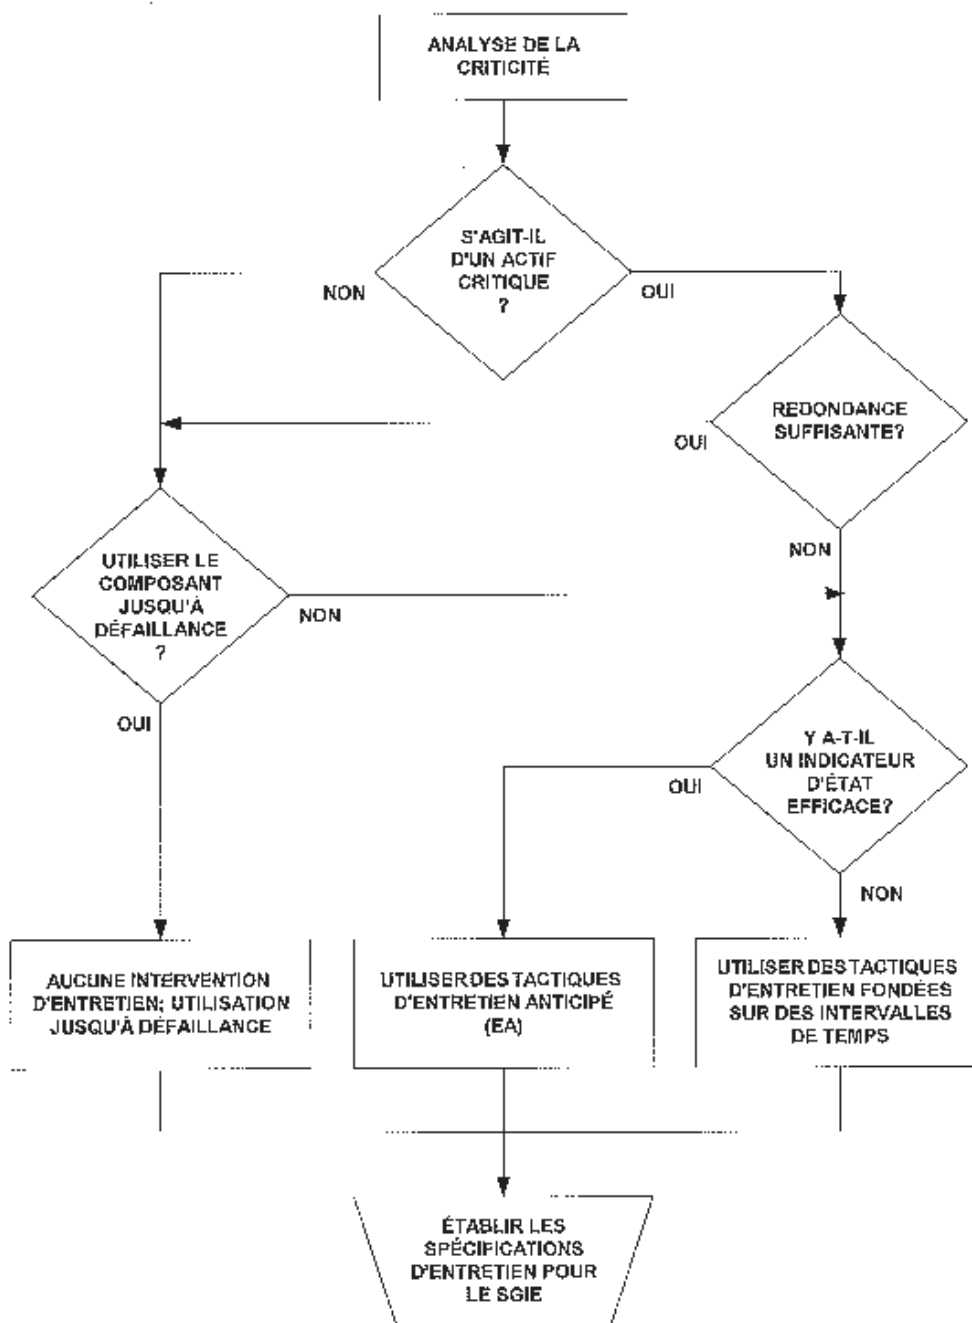 ANALYSE DE LA
CRITICITÉ
S'AGIT-IL
D'UN ACTIF
CRITIQUE
?
NON
OUI
REDONDANCE
SUFFISANTE?
OUI
NON
UTILISER LE
COMPOSANT
JUSQU'À
DÉFAILLANCE
?
NON
OUI
Y A-T-IL
UN INDICATEUR
D'ÉTAT
EFFICACE?
OUI
NON
AUCUNE INTERVENTION
D'ENTRETIEN; UTILISATION
JUSQU'À DÉFAILLANCE
UTILISER DES TACTIQUES
D'ENTRETIEN ANTICIPÉ
(EA)
UTILISER DES TACTIQUES
D'ENTRETIEN FONDÉES
SUR DES INTERVALLES
DE TEMPS
ÉTABLIR LES
SPÉCIFICATIONS
D'ENTRETIEN POUR
LE SGIE